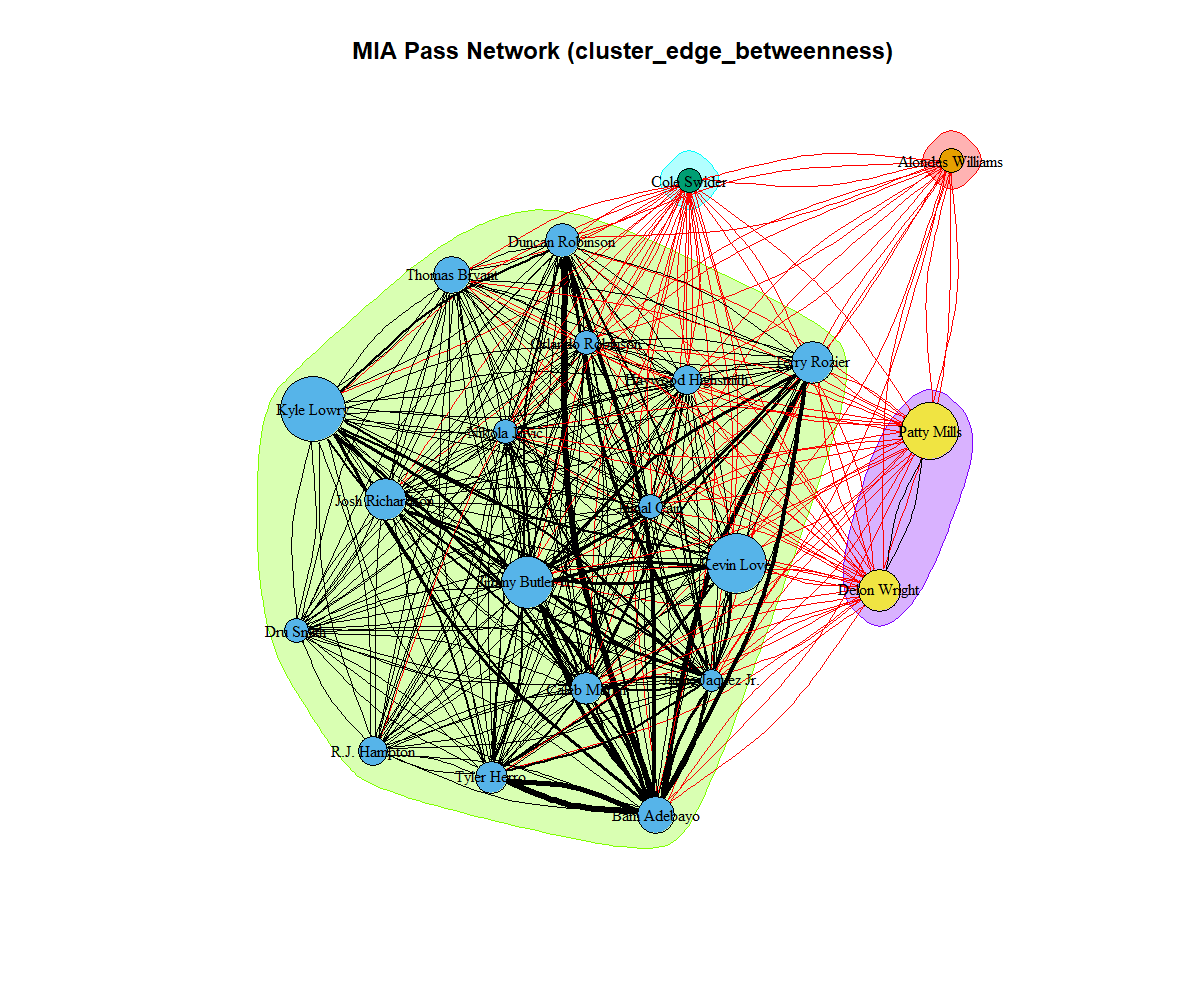 MIA Pass Network (cluster_edge_betweenness)
Alondes Williams
Cole Swider
Duncan Robinson
Thomas Bryant
Orlando Robinson
Terry Rozier
Haywood Highsmith
Kyle Lowry
Patty Mills
Nikola Jovic
Josh Richardson
Jamal Cain
Kevin Love
Jimmy Butler
Delon Wright
Dru Smith
Jaime Jaquez Jr.
Caleb Martin
R.J. Hampton
Tyler Herro
Bam Adebayo